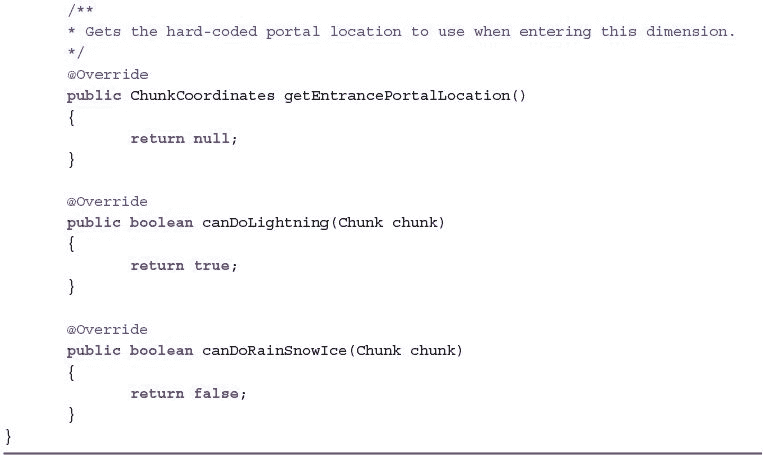 /**
* Gets the hard-coded portal location to use when entering this dimension.
*/
@Override
public ChunkCoordinates getEntrancePortalLocation()
{
return null;
}
@Override
public boolean canDoLightning(Chunk chunk)
{
return true;
}
@Override
public boolean canDoRainSnowIce(Chunk chunk)
{
return false;
}
}